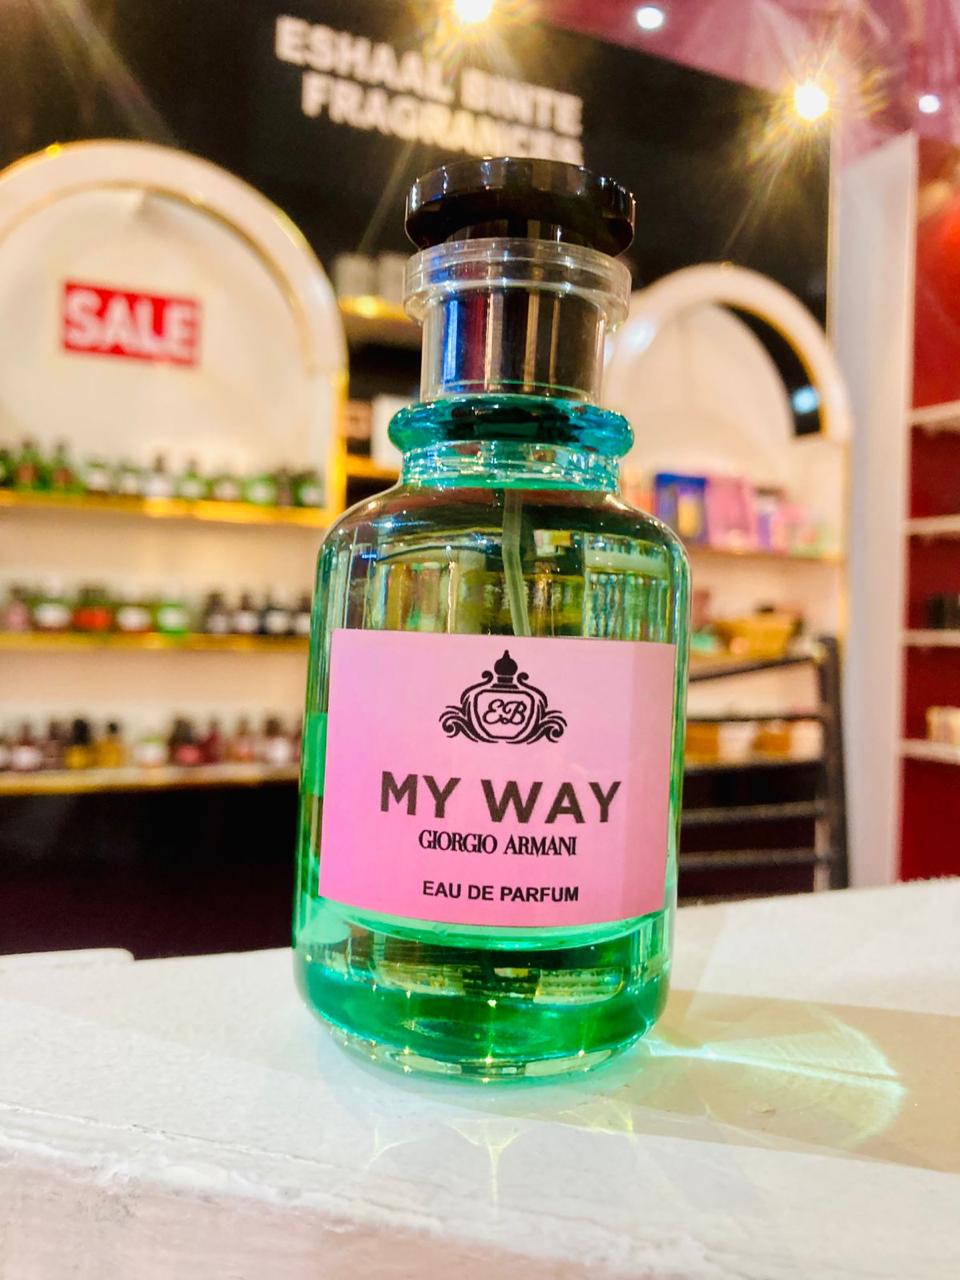 ESHAAL BINTE
FRAGRANCES
SALE
EB
MY WAY
GIORGIO ARMANI
EAU DE PARFUM